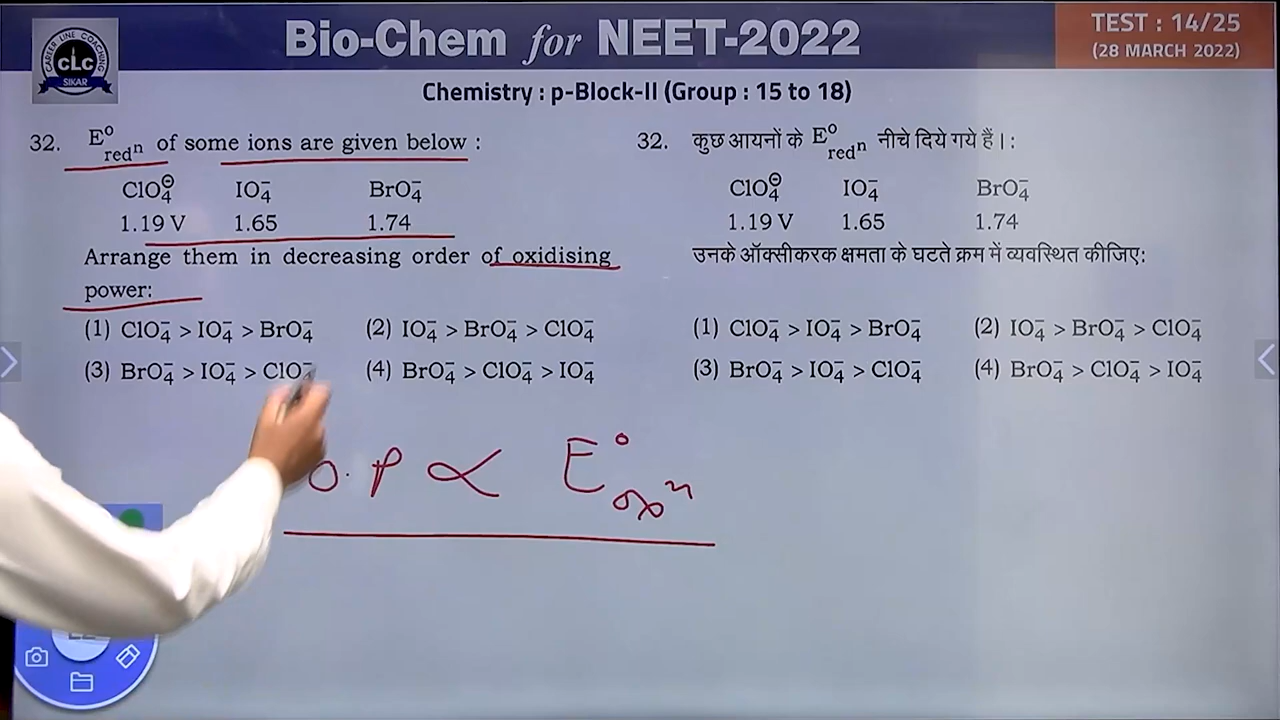 CAREER LINE COACHING
CLC
SIKAR
Bio-Chem for NEET-2022
TEST : 14/25
(28 MARCH 2022)
Chemistry : p-Block-II (Group : 15 to 18)
32. E°redⁿ of some ions are given below :
ClO₄⊖ IO₄⁻ BrO₄⁻
1.19 V 1.65 1.74
Arrange them in decreasing order of oxidising
power:
(1) ClO₄⁻ > IO₄⁻ > BrO₄⁻ (2) IO₄⁻ > BrO₄⁻ > ClO₄⁻
(3) BrO₄⁻ > IO₄⁻ > ClO₄⁻ (4) BrO₄⁻ > ClO₄⁻ > IO₄⁻
32. कुछ आयनों के E°redⁿ नीचे दिये गये हैं। :
ClO₄⊖ IO₄⁻ BrO₄⁻
1.19 V 1.65 1.74
उनके ऑक्सीकरक क्षमता के घटते क्रम में व्यवस्थित कीजिए:
(1) ClO₄⁻ > IO₄⁻ > BrO₄⁻ (2) IO₄⁻ > BrO₄⁻ > ClO₄⁻
(3) BrO₄⁻ > IO₄⁻ > ClO₄⁻ (4) BrO₄⁻ > ClO₄⁻ > IO₄⁻
O.P ∝ E°oxⁿ